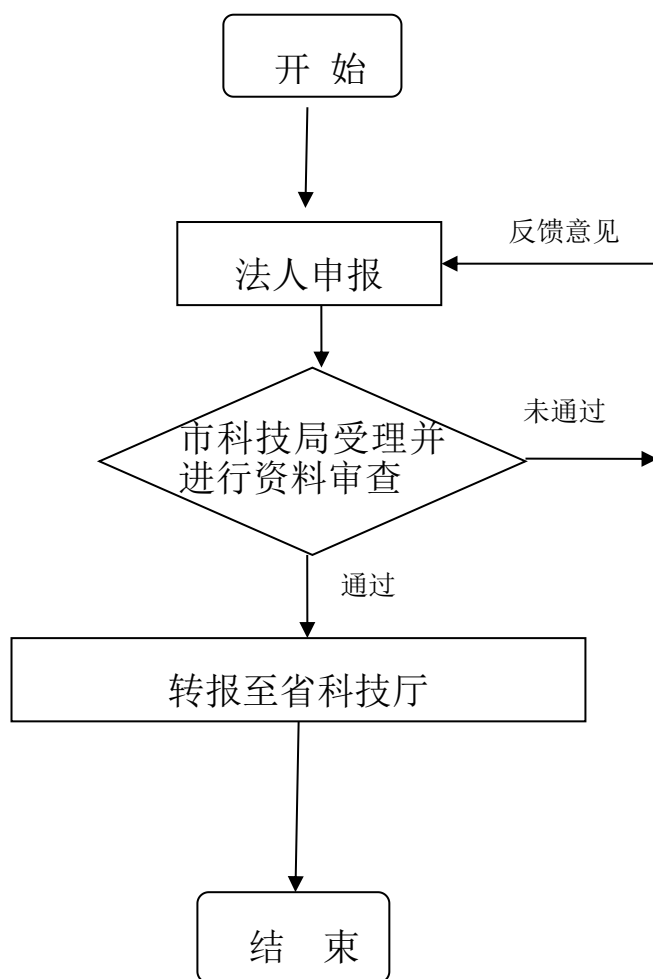 开 始
反馈意见
法人申报
未通过
市科技局受理并
进行资料审查
通过
转报至省科技厅
结 束